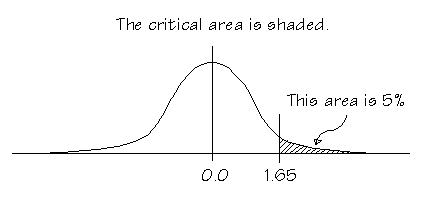 The critical area is shaded.
This area is 5%
0.0 1.65